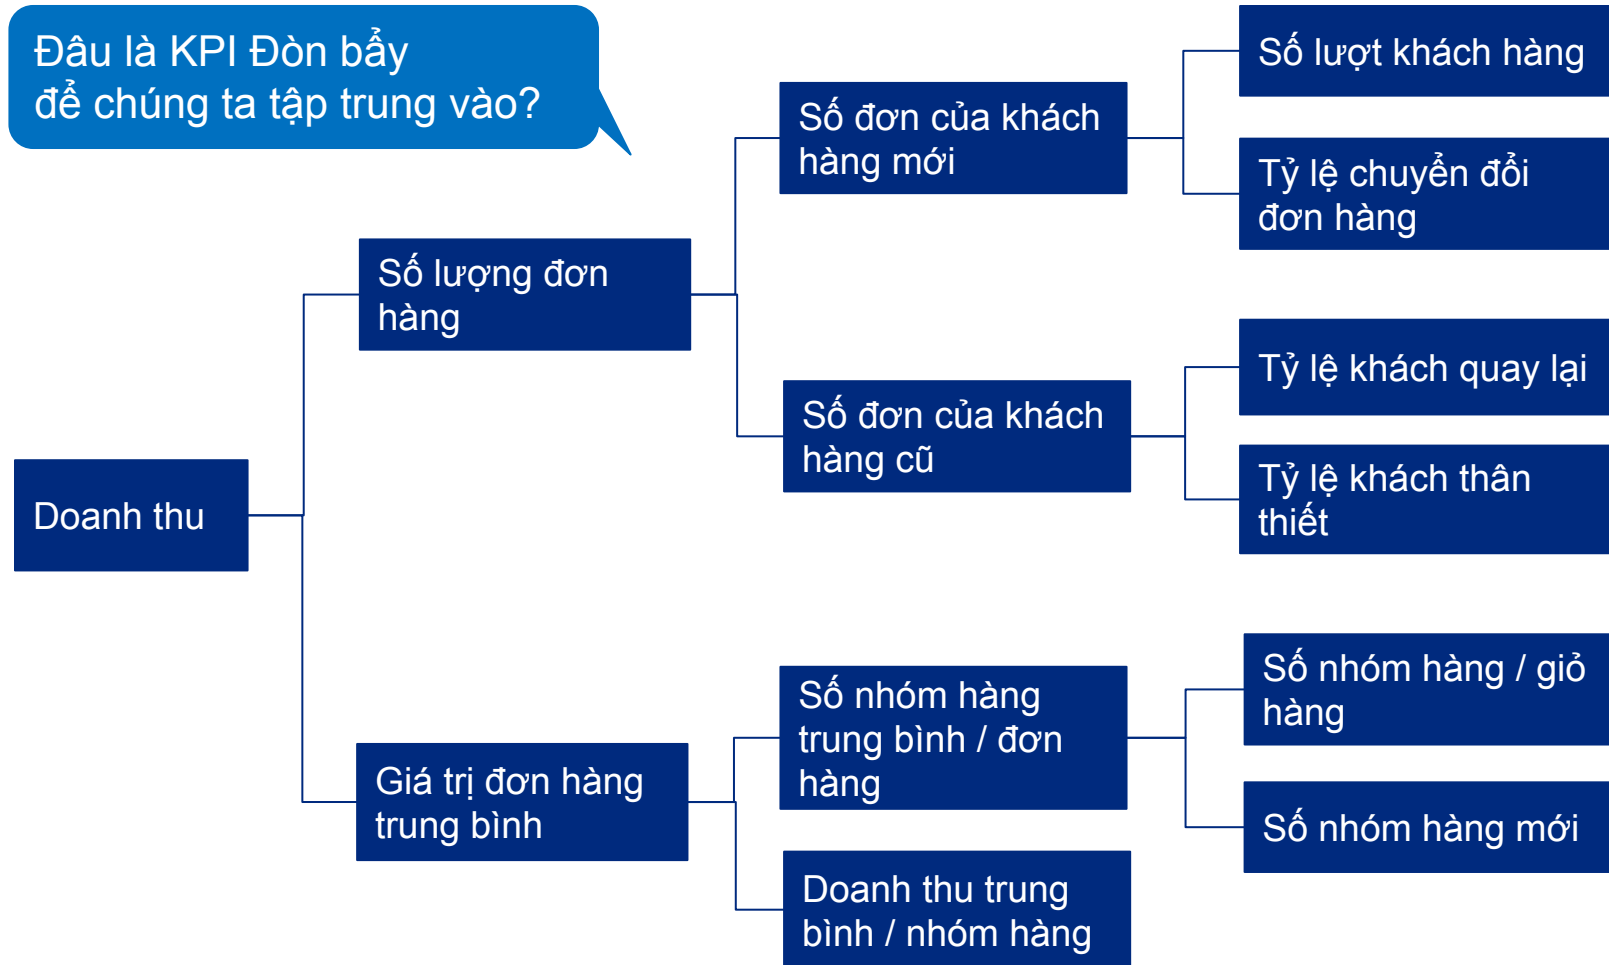 Đâu là KPI Đòn bẩy
để chúng ta tập trung vào?
Doanh thu
Số lượng đơn
hàng
Giá trị đơn hàng
trung bình
Số đơn của khách
hàng mới
Số đơn của khách
hàng cũ
Số nhóm hàng
trung bình / đơn
hàng
Doanh thu trung
bình / nhóm hàng
Số lượt khách hàng
Tỷ lệ chuyển đổi
đơn hàng
Tỷ lệ khách quay lại
Tỷ lệ khách thân
thiết
Số nhóm hàng / giỏ
hàng
Số nhóm hàng mới